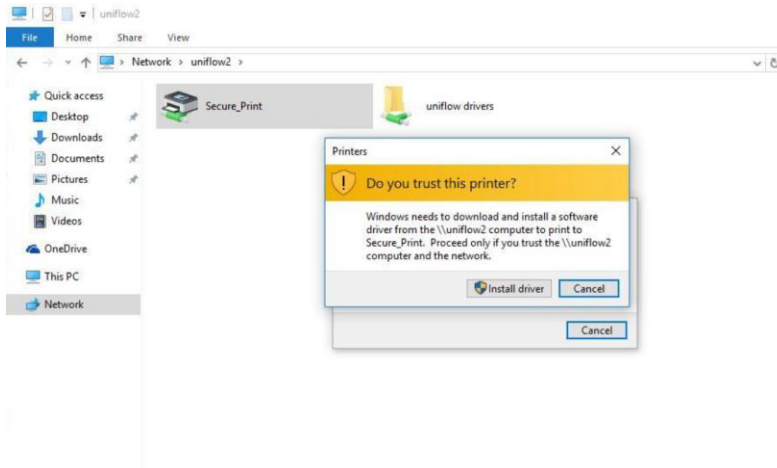 uniflow2
File Home Share View
Network > uniflow2 >
Quick access
Desktop
Downloads
Documents
Pictures
Music
Videos
OneDrive
This PC
Network
Secure_Print
uniflow drivers
Printers
Do you trust this printer?
Windows needs to download and install a software
driver from the \\uniflow2 computer to print to
Secure_Print. Proceed only if you trust the \\uniflow2
computer and the network.
Install driver Cancel
Cancel